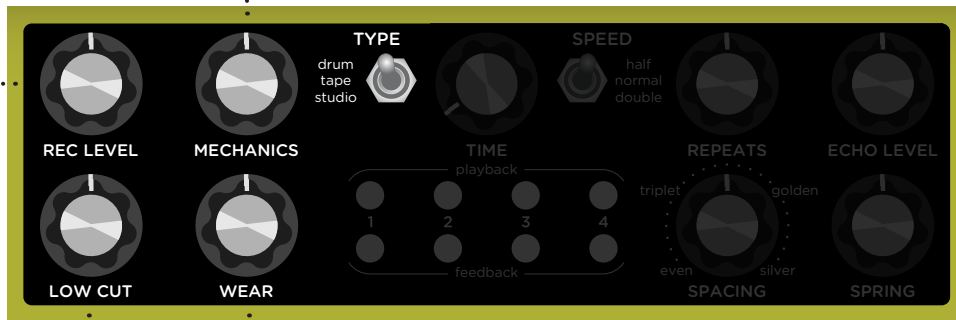 TYPE
SPEED
drum
tape
studio
half
normal
double
REC LEVEL
MECHANICS
TIME
REPEATS
ECHO LEVEL
playback
triplet
golden
1 2 3 4
even
silver
feedback
LOW CUT
WEAR
SPACING
SPRING